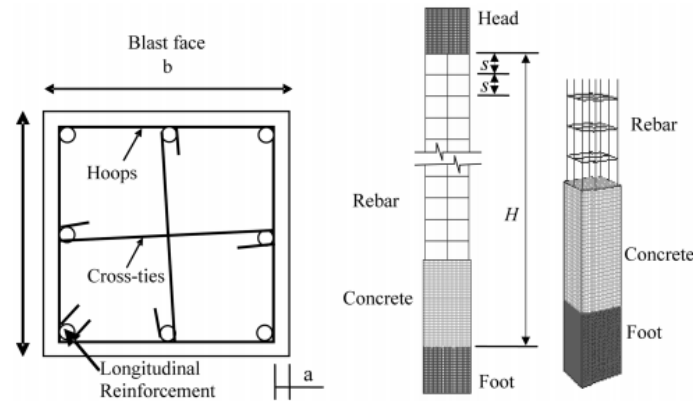 Blast face
b
Hoops
Cross-ties
Longitudinal
Reinforcement
a
Head
s
s
Rebar
H
Concrete
Foot
Rebar
Concrete
Foot